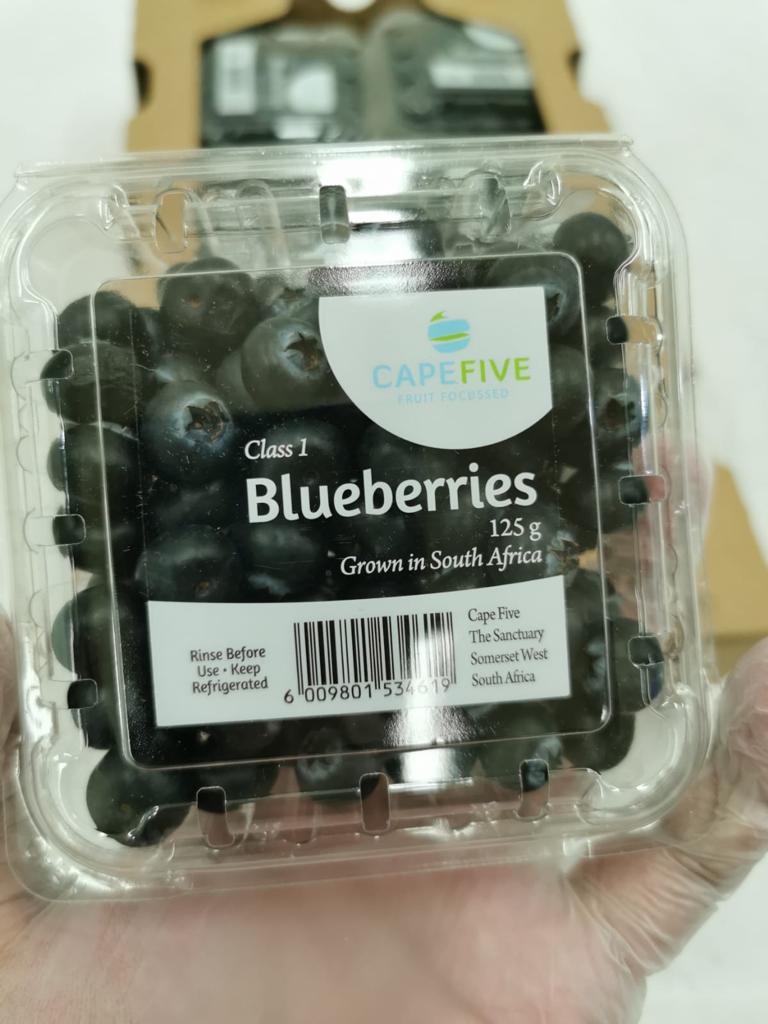 CAPEFIVE
FRUIT FOCUSSED
Class 1
Blueberries
125 g
Grown in South Africa
Rinse Before
Use • Keep
Refrigerated
6 009801 534619
Cape Five
The Sanctuary
Somerset West
South Africa